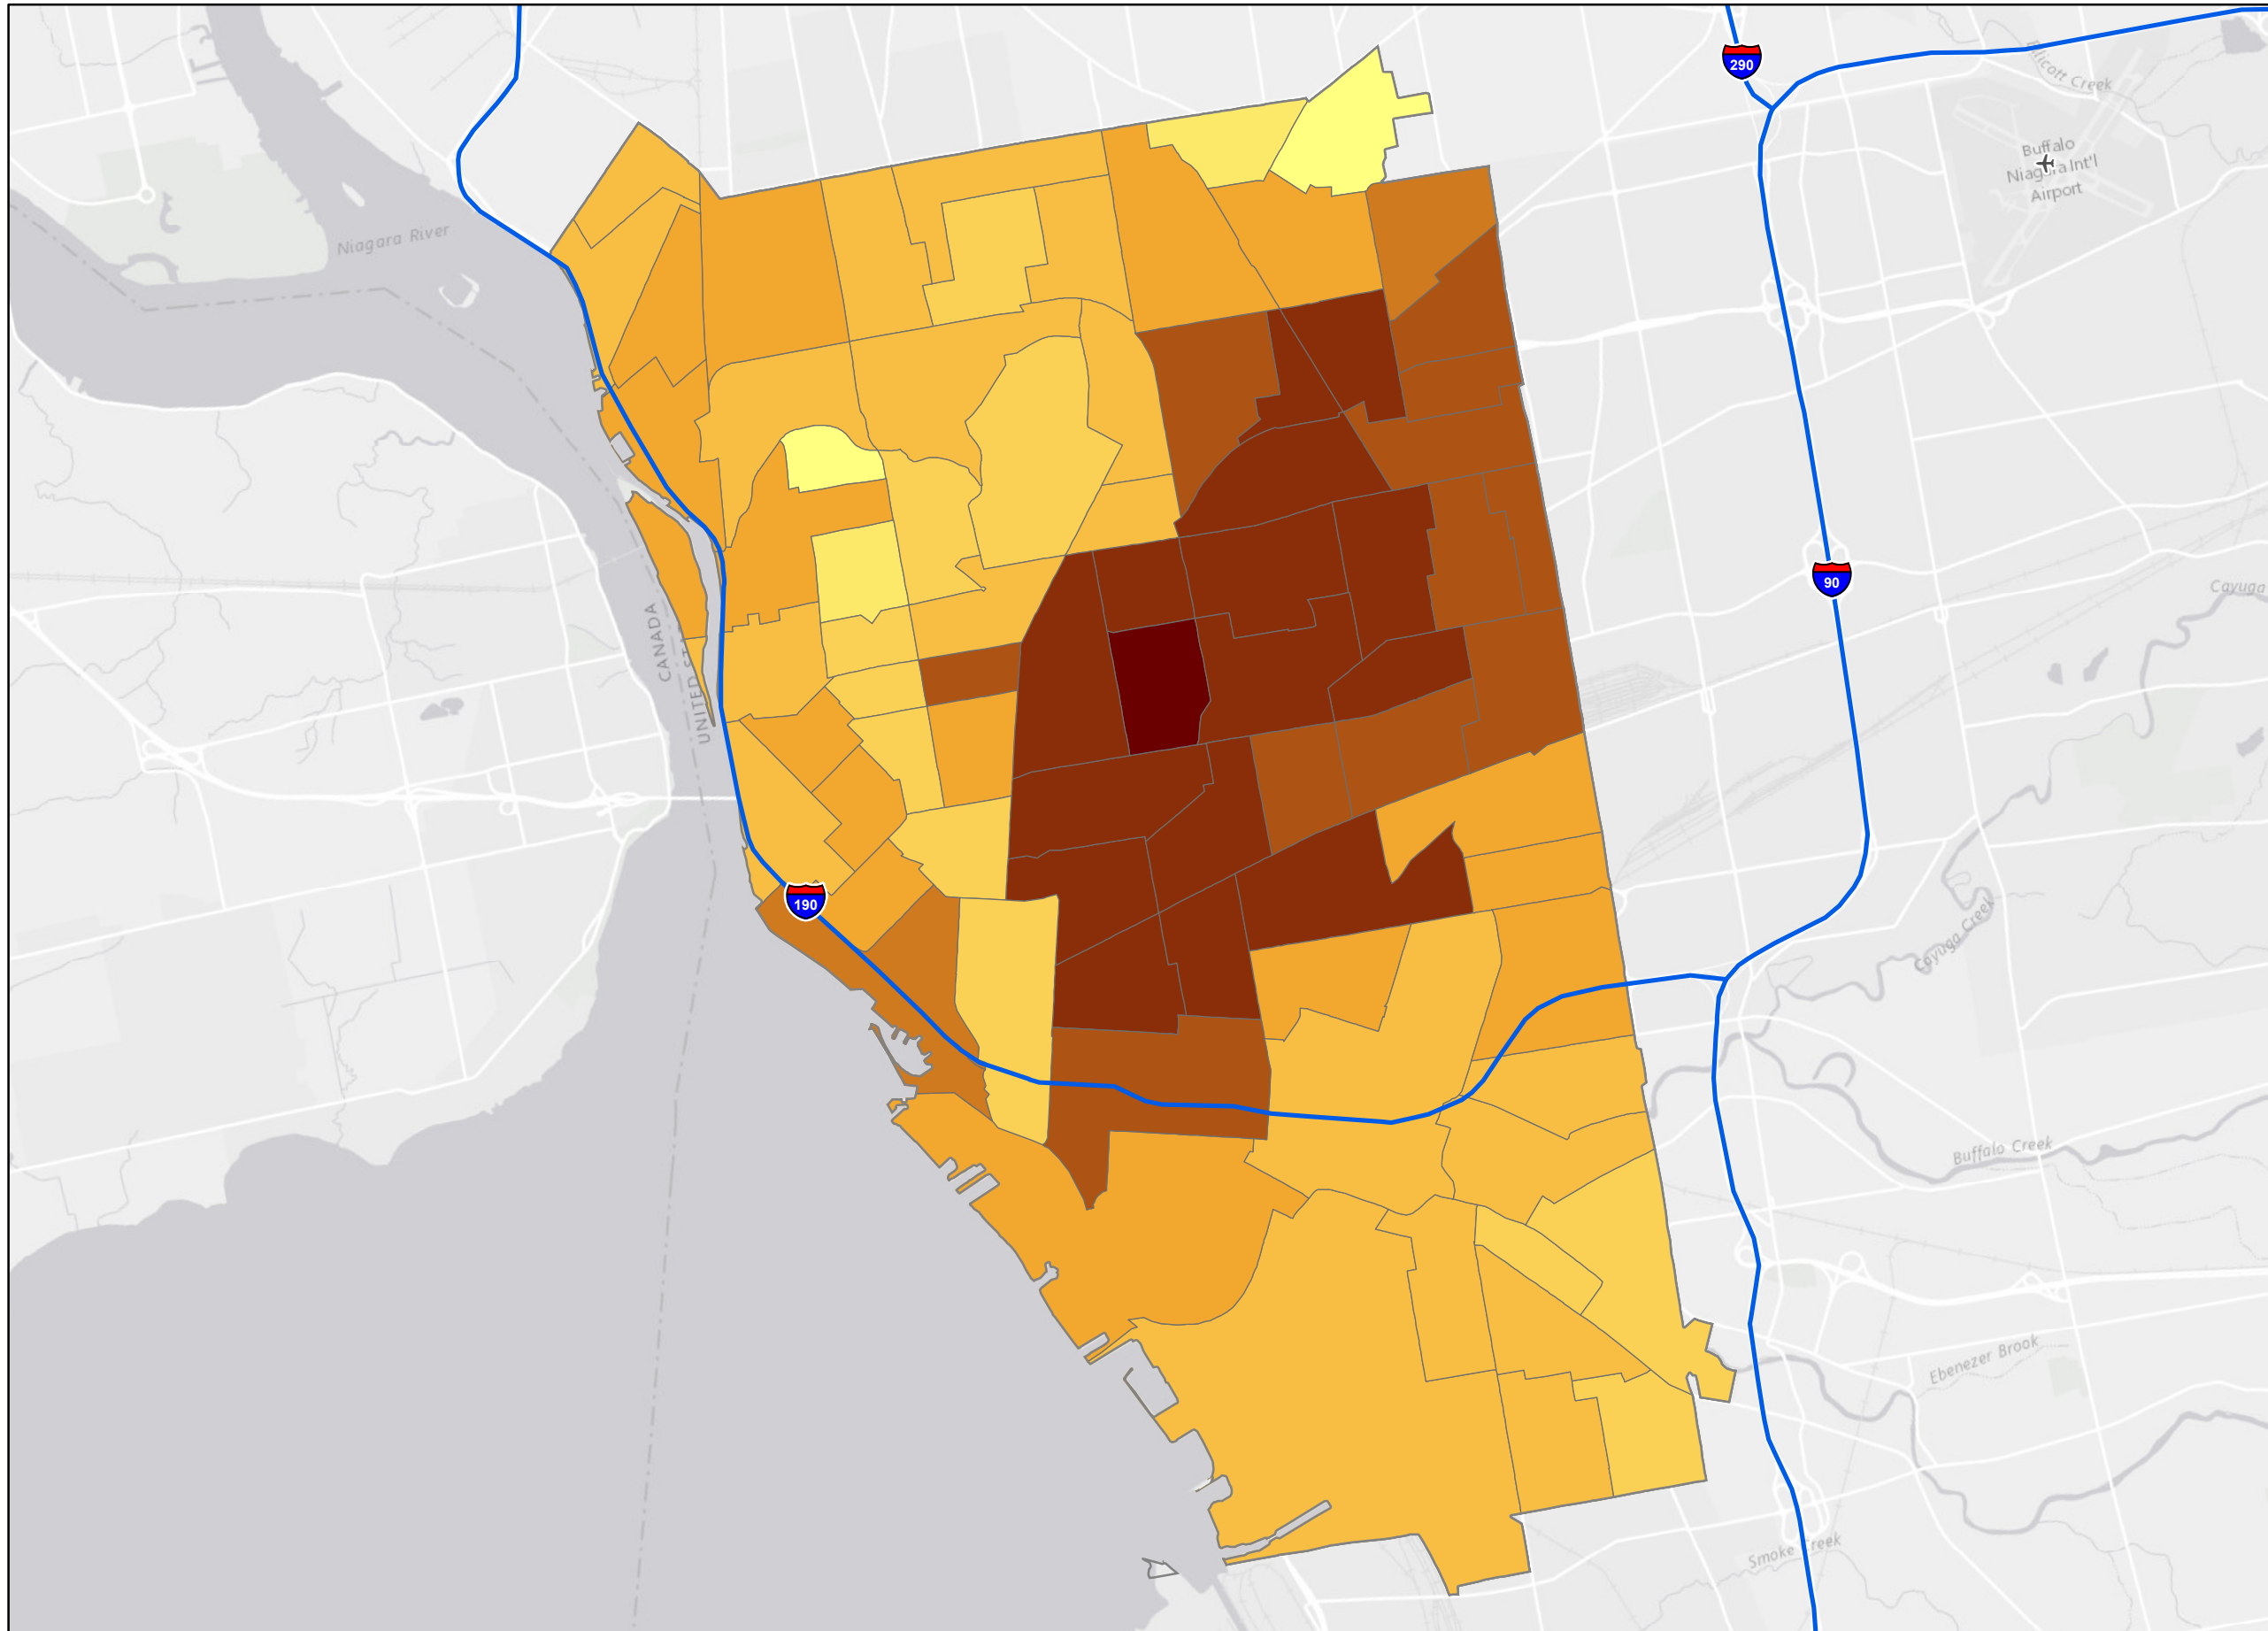 290
Ellicott Creek
Buffalo
Niagara Int'l
Airport
Niagara River
90
Cayuga
CANADA
UNITED ST
190
Cayuga Creek
Buffalo Creek
Ebenezer Brook
Smoke Creek